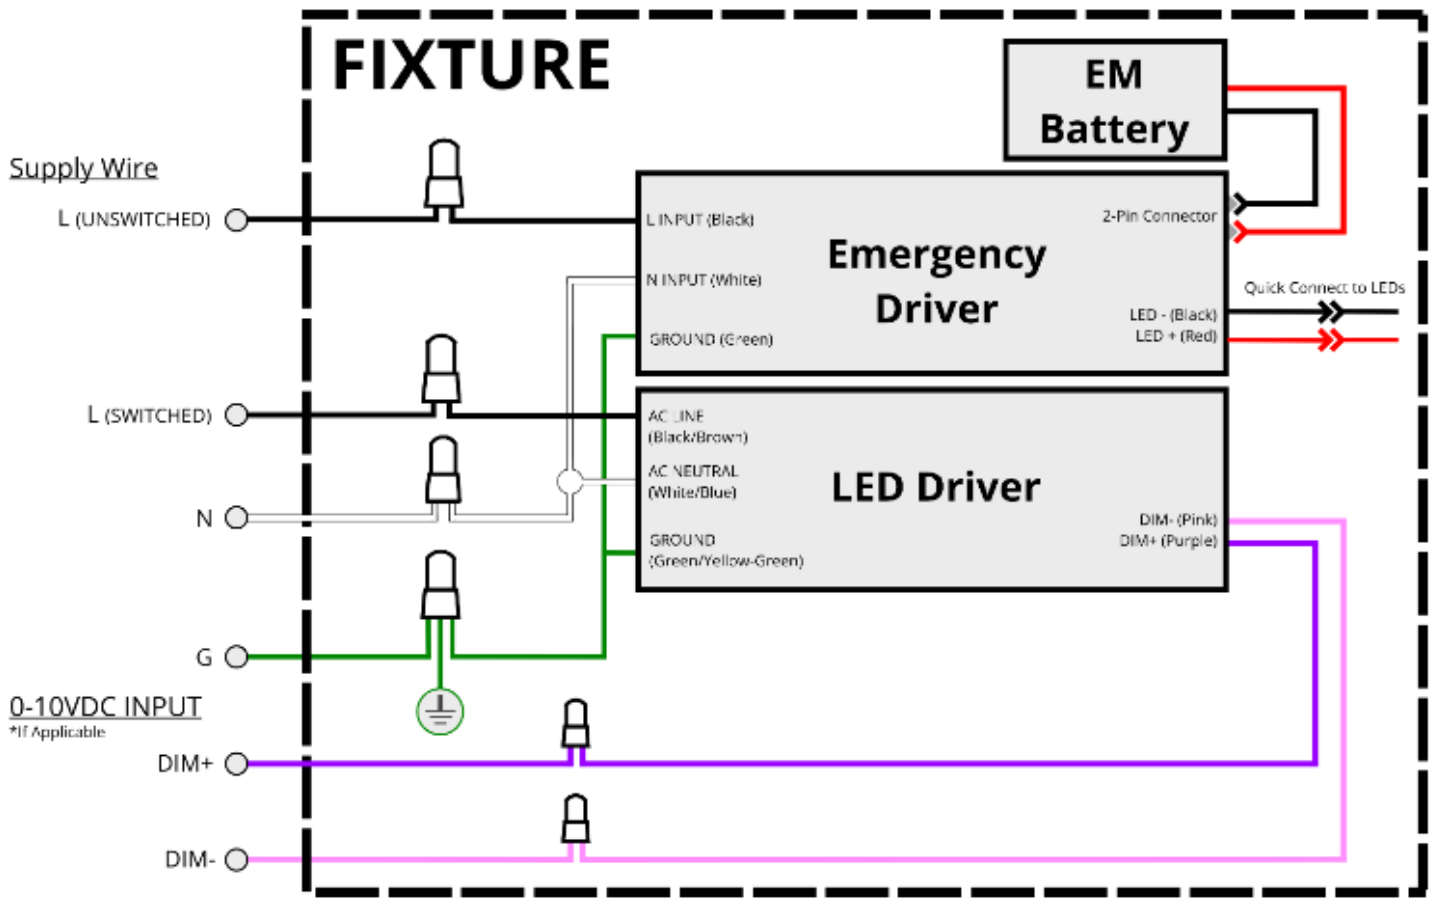 FIXTURE
EM
Battery
Supply Wire
L (UNSWITCHED)
L INPUT (Black)
2-Pin Connector
Emergency
Driver
N INPUT (White)
Quick Connect to LEDs
LED - (Black)
LED + (Red)
GROUND (Green)
L (SWITCHED)
AC LINE
(Black/Brown)
AC NEUTRAL
(White/Blue)
LED Driver
N
DIM- (Pink)
DIM+ (Purple)
GROUND
(Green/Yellow-Green)
G
0-10VDC INPUT
*If Applicable
DIM+
DIM-